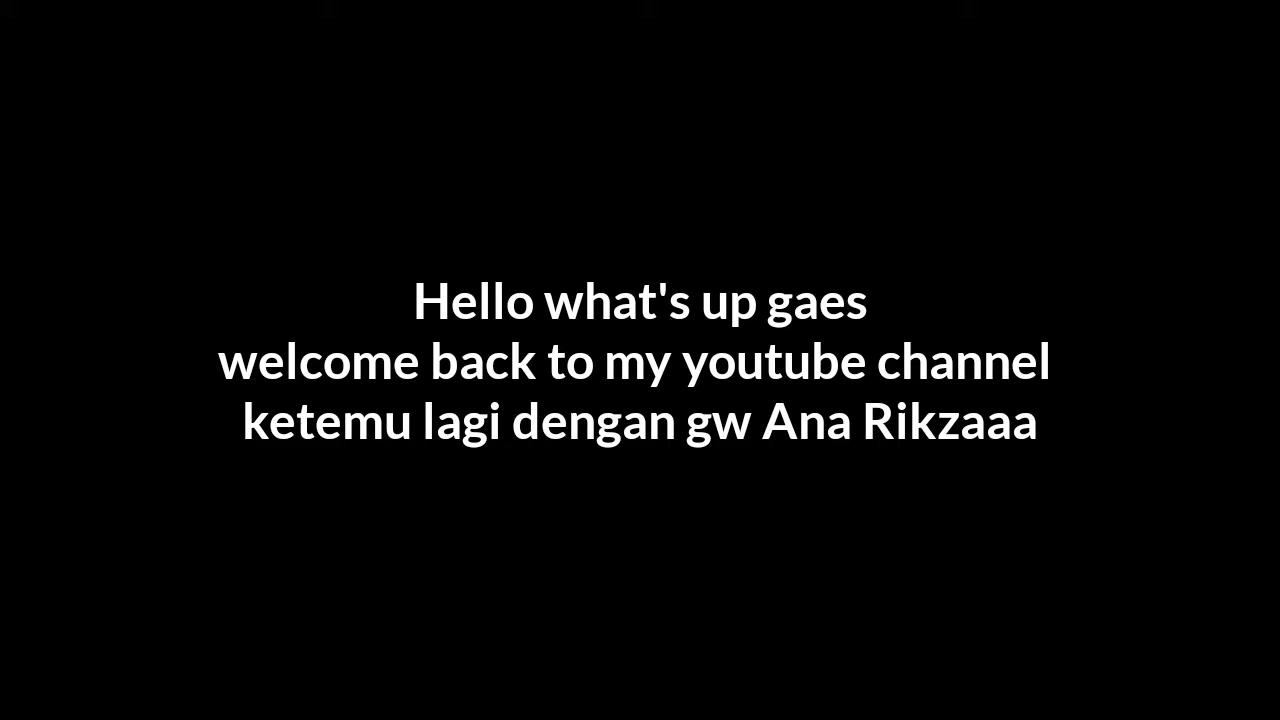 Hello what's up gaes
welcome back to my youtube channel
ketemu lagi dengan gw Ana Rikzaaa